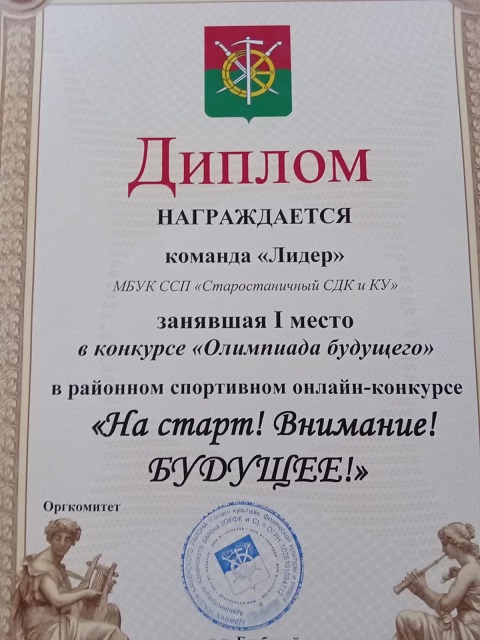 Диплом
НАГРАЖДАЕТСЯ
команда «Лидер»
МБУК ССП «Старостаничный СДК и КУ»
занявшая I место
в конкурсе «Олимпиада будущего»
в районном спортивном онлайн-конкурсе
«На старт! Внимание!
БУДУЩЕЕ!»
Оргкомитет